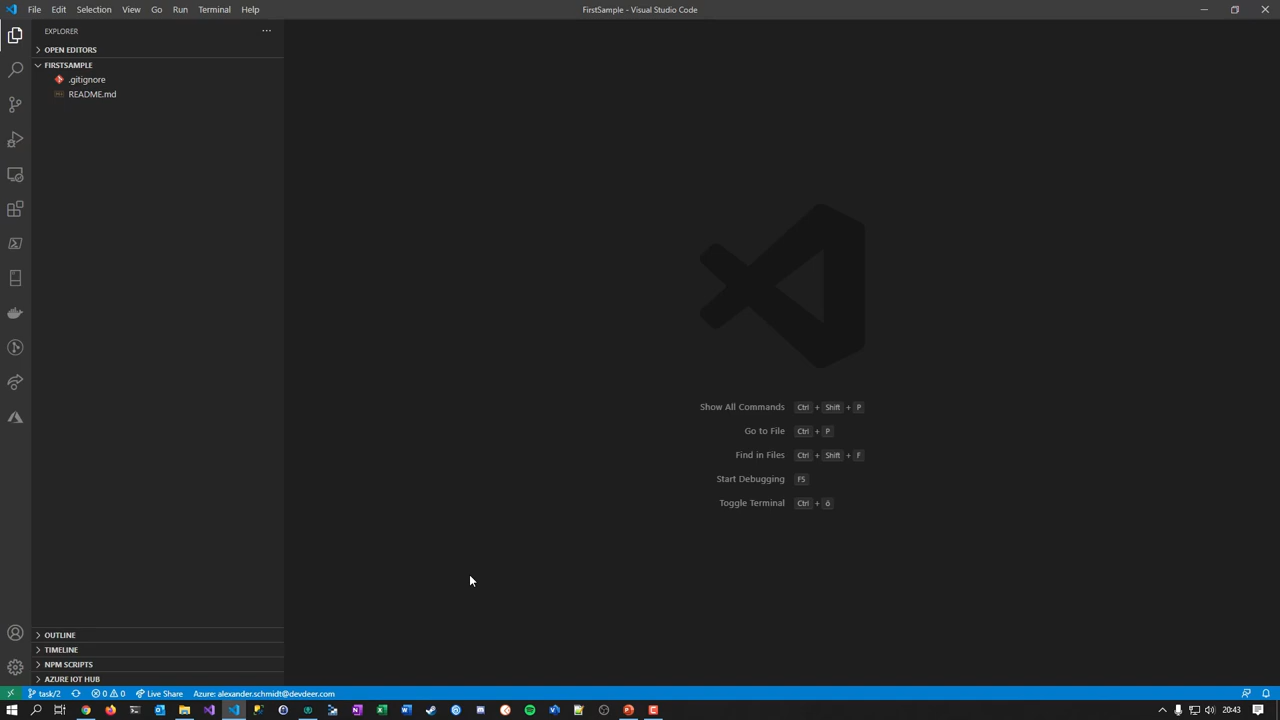 File Edit Selection View Go Run Terminal Help
FirstSample - Visual Studio Code
EXPLORER
OPEN EDITORS
FIRSTSAMPLE
.gitignore
README.md
Show All Commands Ctrl + Shift + P
Go to File Ctrl + P
Find in Files Ctrl + Shift + F
Start Debugging F5
Toggle Terminal Ctrl + ö
OUTLINE
TIMELINE
NPM SCRIPTS
AZURE IOT HUB
task/2 0 0 Live Share Azure: alexander.schmidt@devdeer.com
20:43